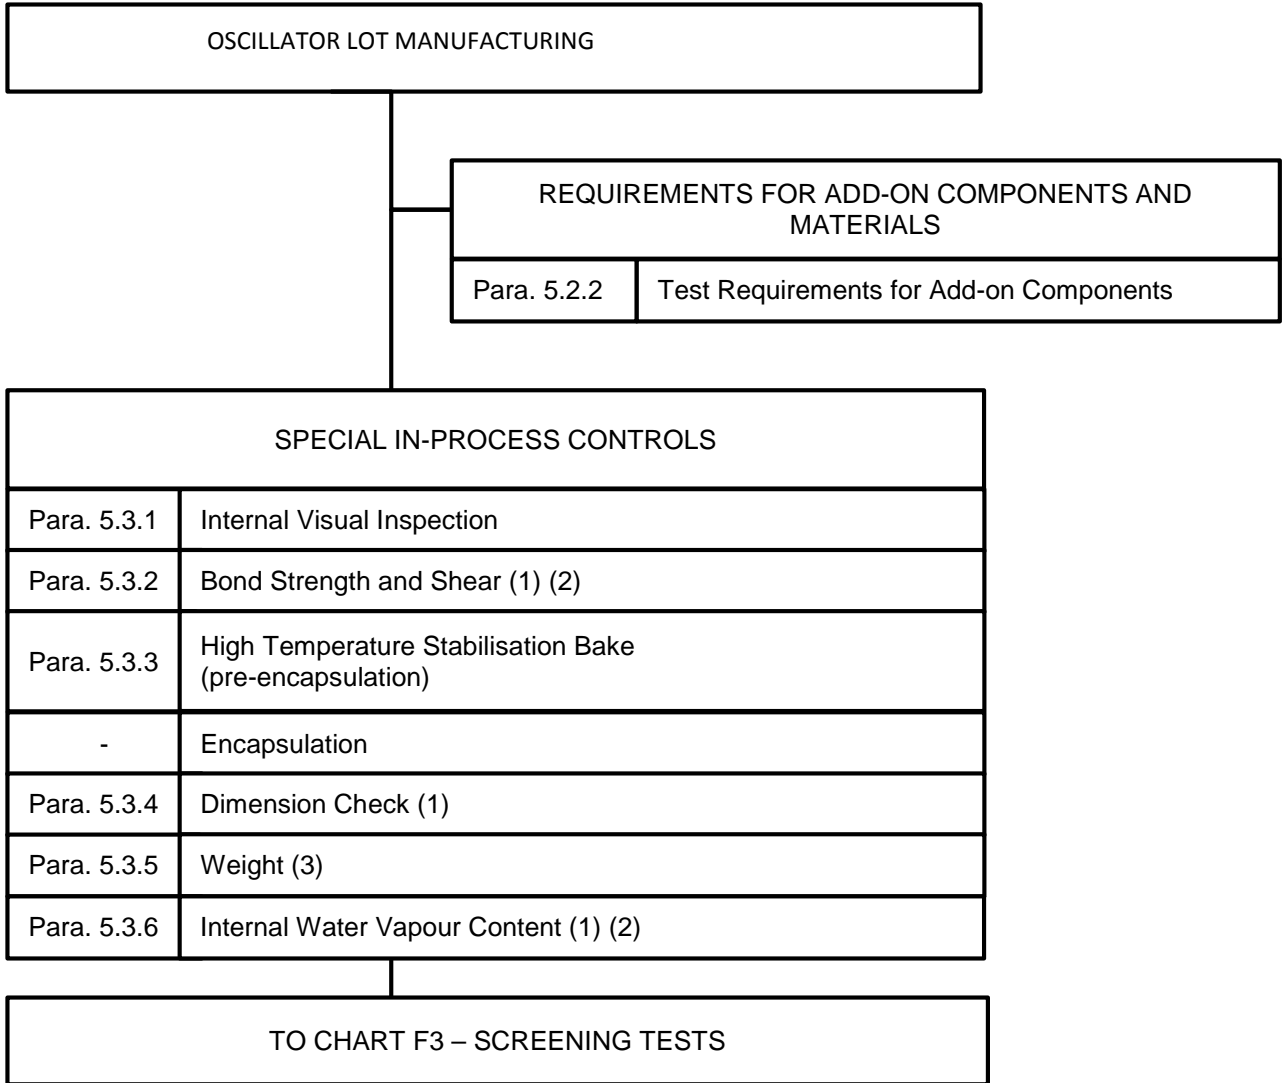 OSCILLATOR LOT MANUFACTURING
REQUIREMENTS FOR ADD-ON COMPONENTS AND
MATERIALS
Para. 5.2.2 Test Requirements for Add-on Components
SPECIAL IN-PROCESS CONTROLS
Para. 5.3.1 Internal Visual Inspection
Para. 5.3.2 Bond Strength and Shear (1) (2)
Para. 5.3.3 High Temperature Stabilisation Bake
(pre-encapsulation)
- Encapsulation
Para. 5.3.4 Dimension Check (1)
Para. 5.3.5 Weight (3)
Para. 5.3.6 Internal Water Vapour Content (1) (2)
TO CHART F3 – SCREENING TESTS